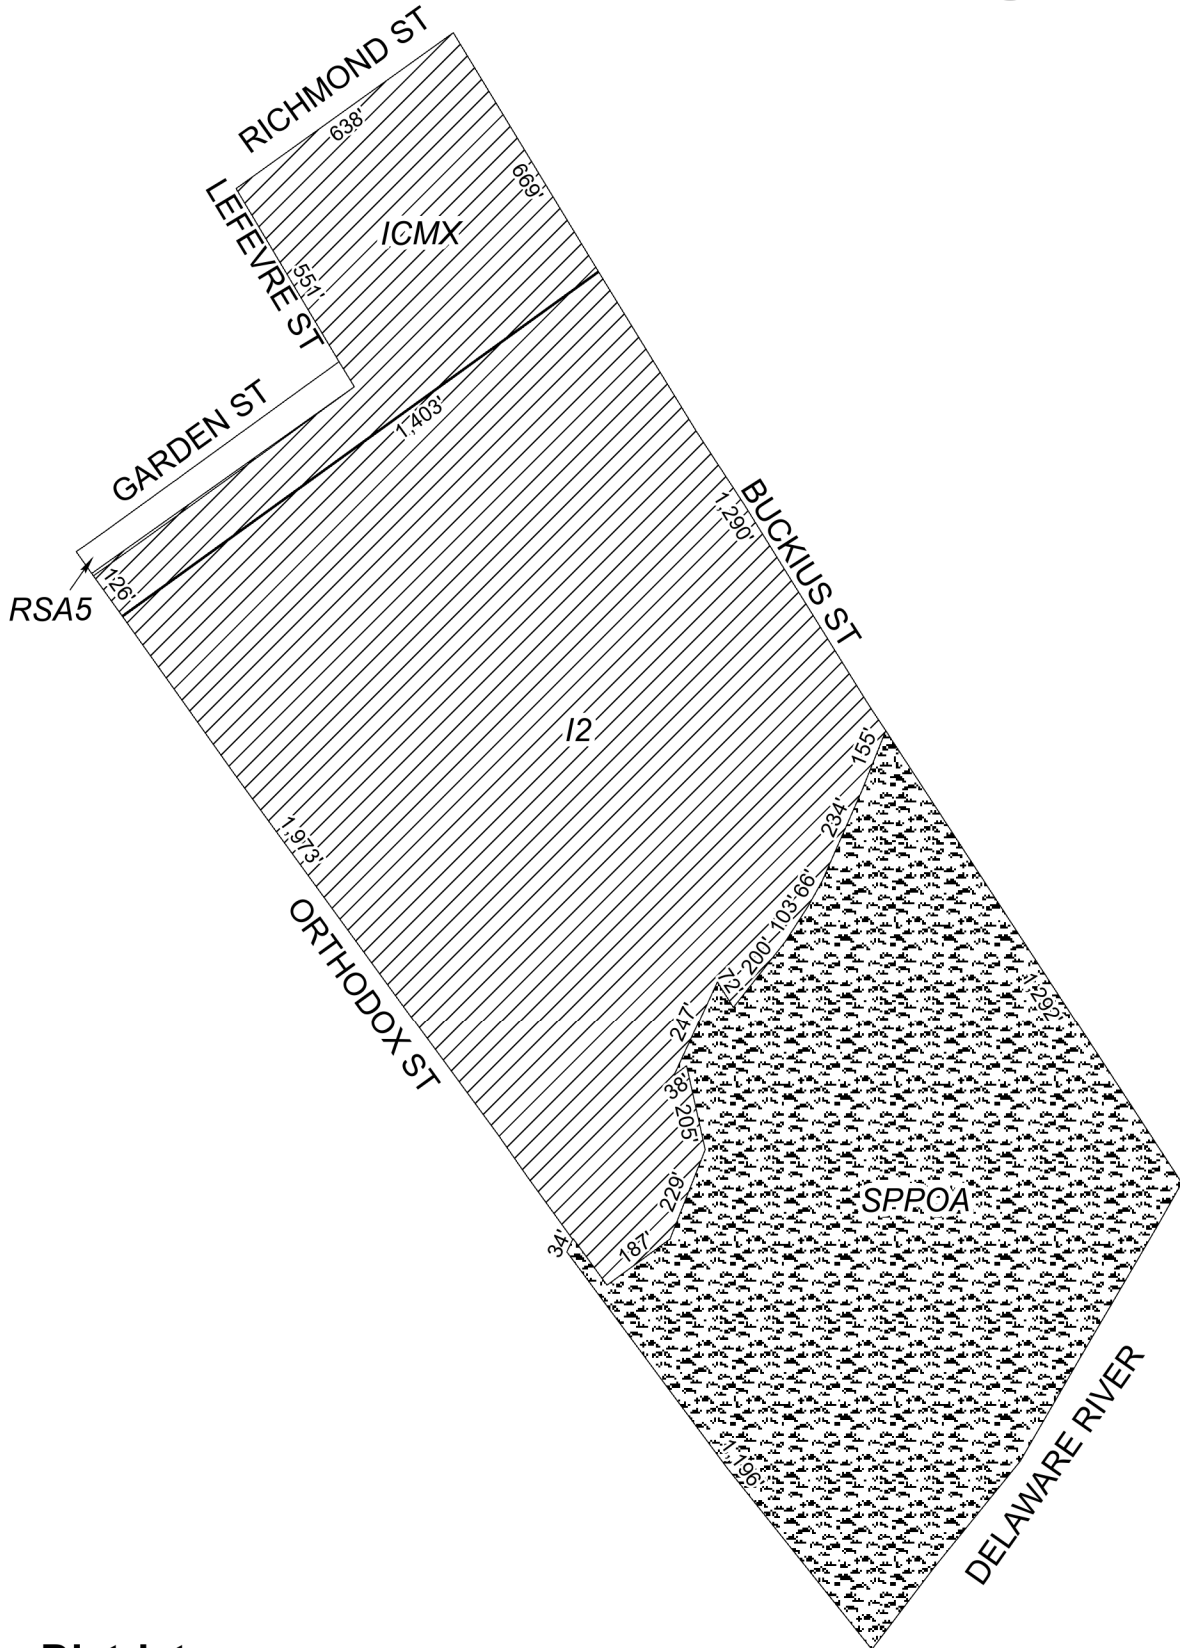 RICHMOND ST
638'
669'
LEFEVRE ST
ICMX
551'
GARDEN ST
1,403'
126'
RSA5
1,290'
BUCKIUS ST
I2
155'
234'
1,973'
66'
103'
ORTHODOX ST
200'
247'
1,292'
38'
205'
229'
SPPOA
34'
187'
DELAWARE RIVER
1,196'